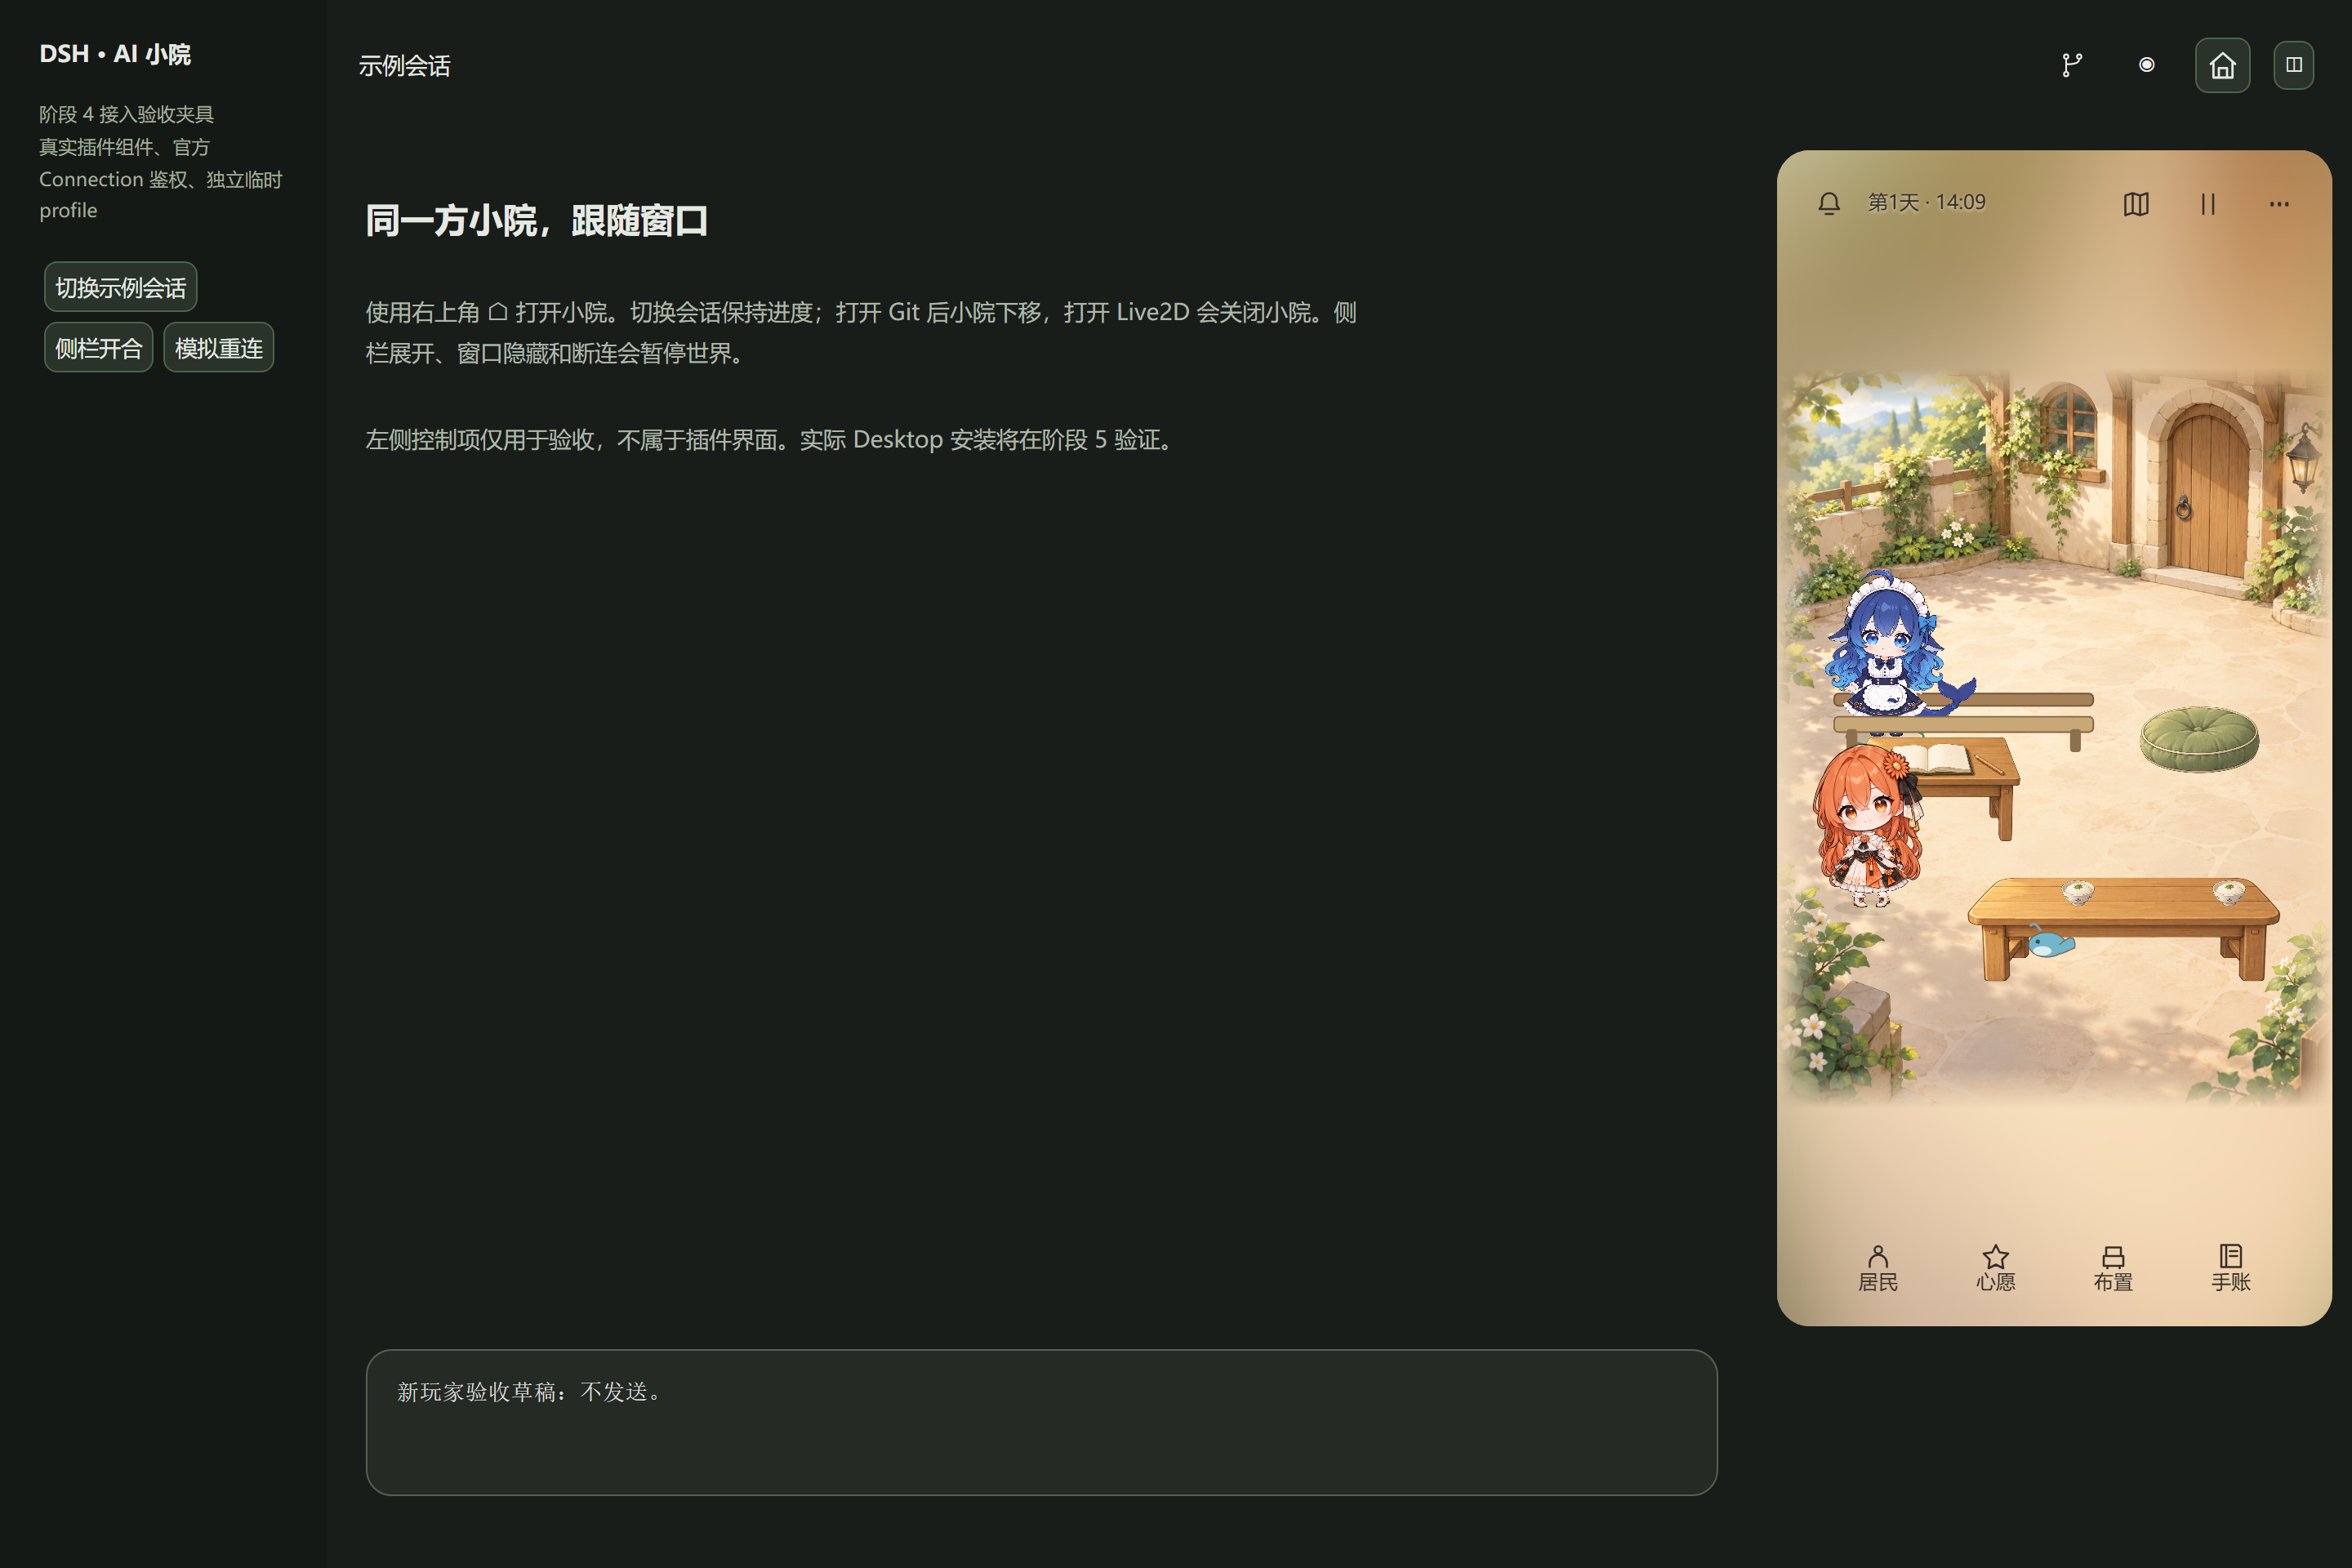 DSH • AI 小院
阶段 4 接入验收夹具
真实插件组件、官方
Connection 鉴权、独立临时
profile
切换示例会话
侧栏开合
模拟重连
示例会话
同一方小院，跟随窗口
使用右上角 ⌂ 打开小院。切换会话保持进度；打开 Git 后小院下移，打开 Live2D 会关闭小院。侧
栏展开、窗口隐藏和断连会暂停世界。
左侧控制项仅用于验收，不属于插件界面。实际 Desktop 安装将在阶段 5 验证。
新玩家验收草稿：不发送。
第1天 · 14:09
居民
心愿
布置
手账